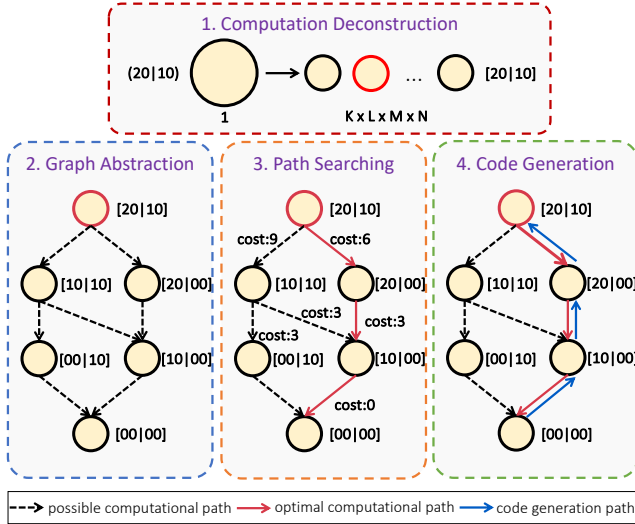 1. Computation Deconstruction
(20|10)
...
[20|10]
1
K x L x M x N
2. Graph Abstraction
[20|10]
[10|10]
[20|00]
[00|10]
[10|00]
[00|00]
3. Path Searching
[20|10]
cost:9
cost:6
[10|10]
[20|00]
cost:3
cost:3
cost:3
[00|10]
[10|00]
cost:0
[00|00]
4. Code Generation
[20|10]
[10|10]
[20|00]
[00|10]
[10|00]
[00|00]
possible computational path
optimal computational path
code generation path